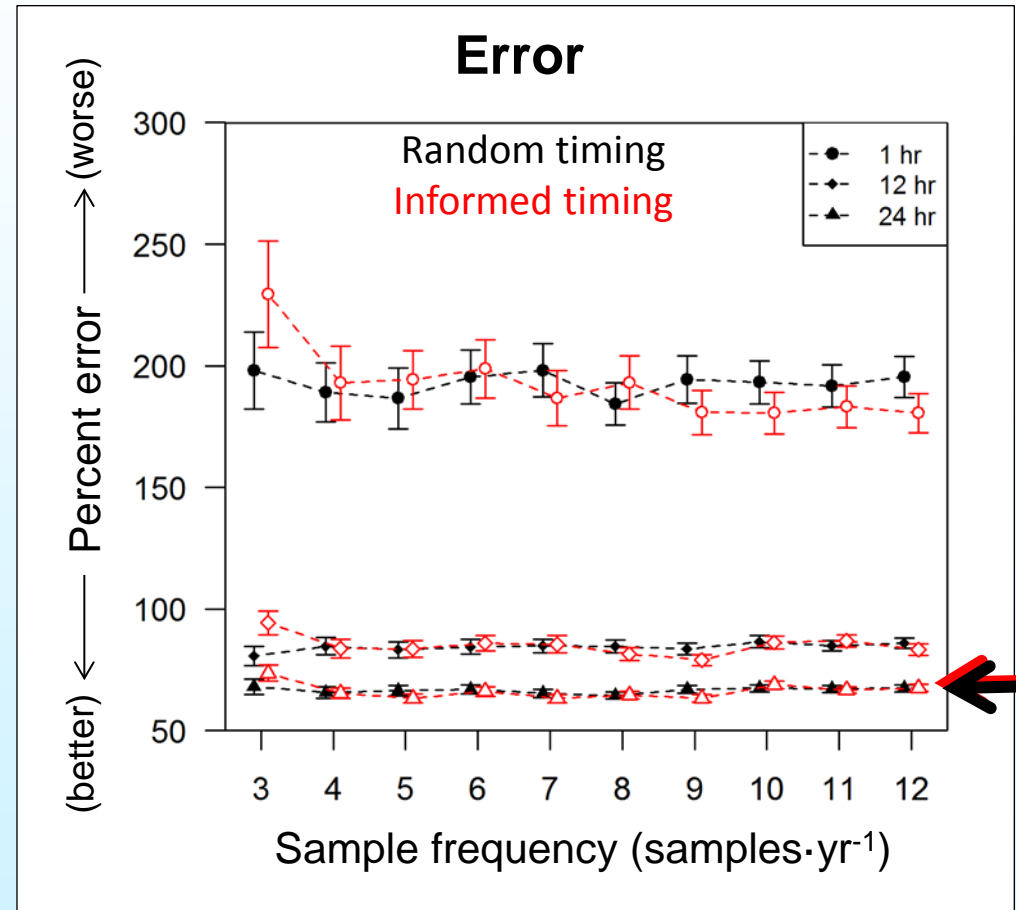 Error
(better) ← Percent error → (worse)
300
250
200
150
100
50
Random timing
Informed timing
1 hr
12 hr
24 hr
3 4 5 6 7 8 9 10 11 12
Sample frequency (samples·yr⁻¹)